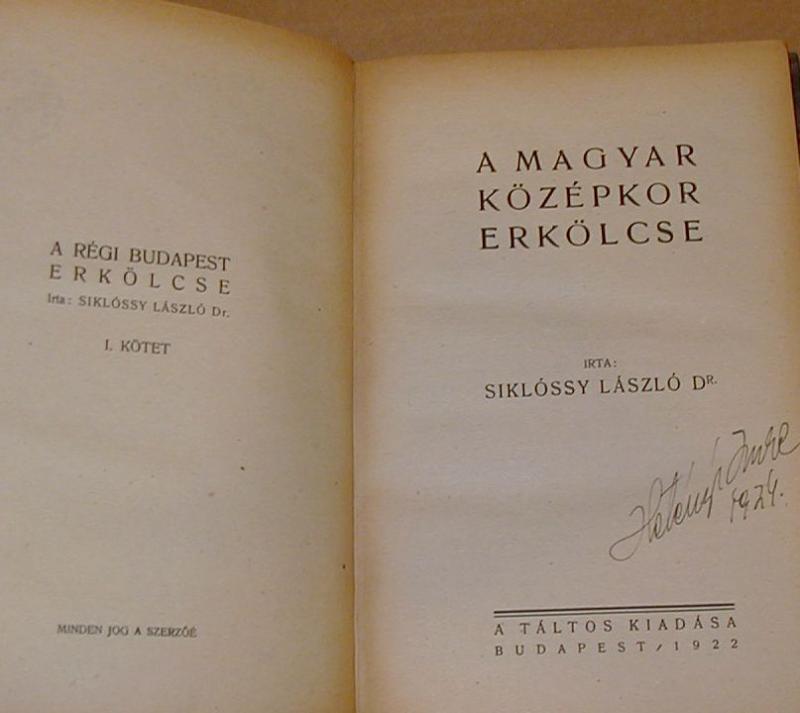 A RÉGI BUDAPEST
ERKÖLCSE
Irta: SIKLÓSSY LÁSZLÓ Dr.
I. KÖTET
MINDEN JOG A SZERZŐÉ
A MAGYAR
KÖZÉPKOR
ERKÖLCSE
IRTA:
SIKLÓSSY LÁSZLÓ DR.
Imre
1924.
A TÁLTOS KIADÁSA
BUDAPEST, 1922